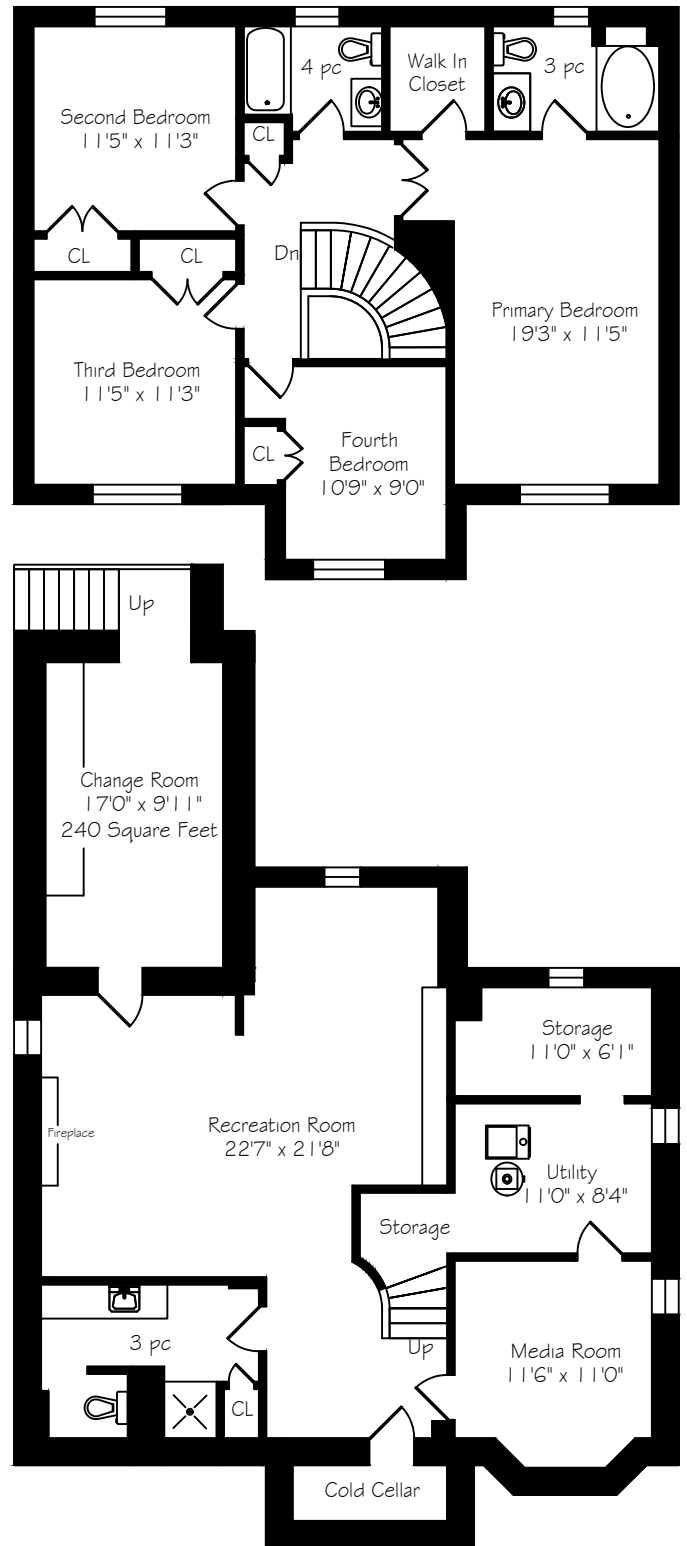 4 pc
Walk In
Closet
3 pc
Second Bedroom
11'5" x 11'3"
CL
CL
CL
Dn
Primary Bedroom
19'3" x 11'5"
Third Bedroom
11'5" x 11'3"
Fourth
Bedroom
10'9" x 9'0"
CL
Up
Change Room
17'0" x 9'11"
240 Square Feet
Storage
11'0" x 6'1"
Fireplace
Recreation Room
22'7" x 21'8"
Utility
11'0" x 8'4"
Storage
3 pc
Up
Media Room
11'6" x 11'0"
CL
Cold Cellar